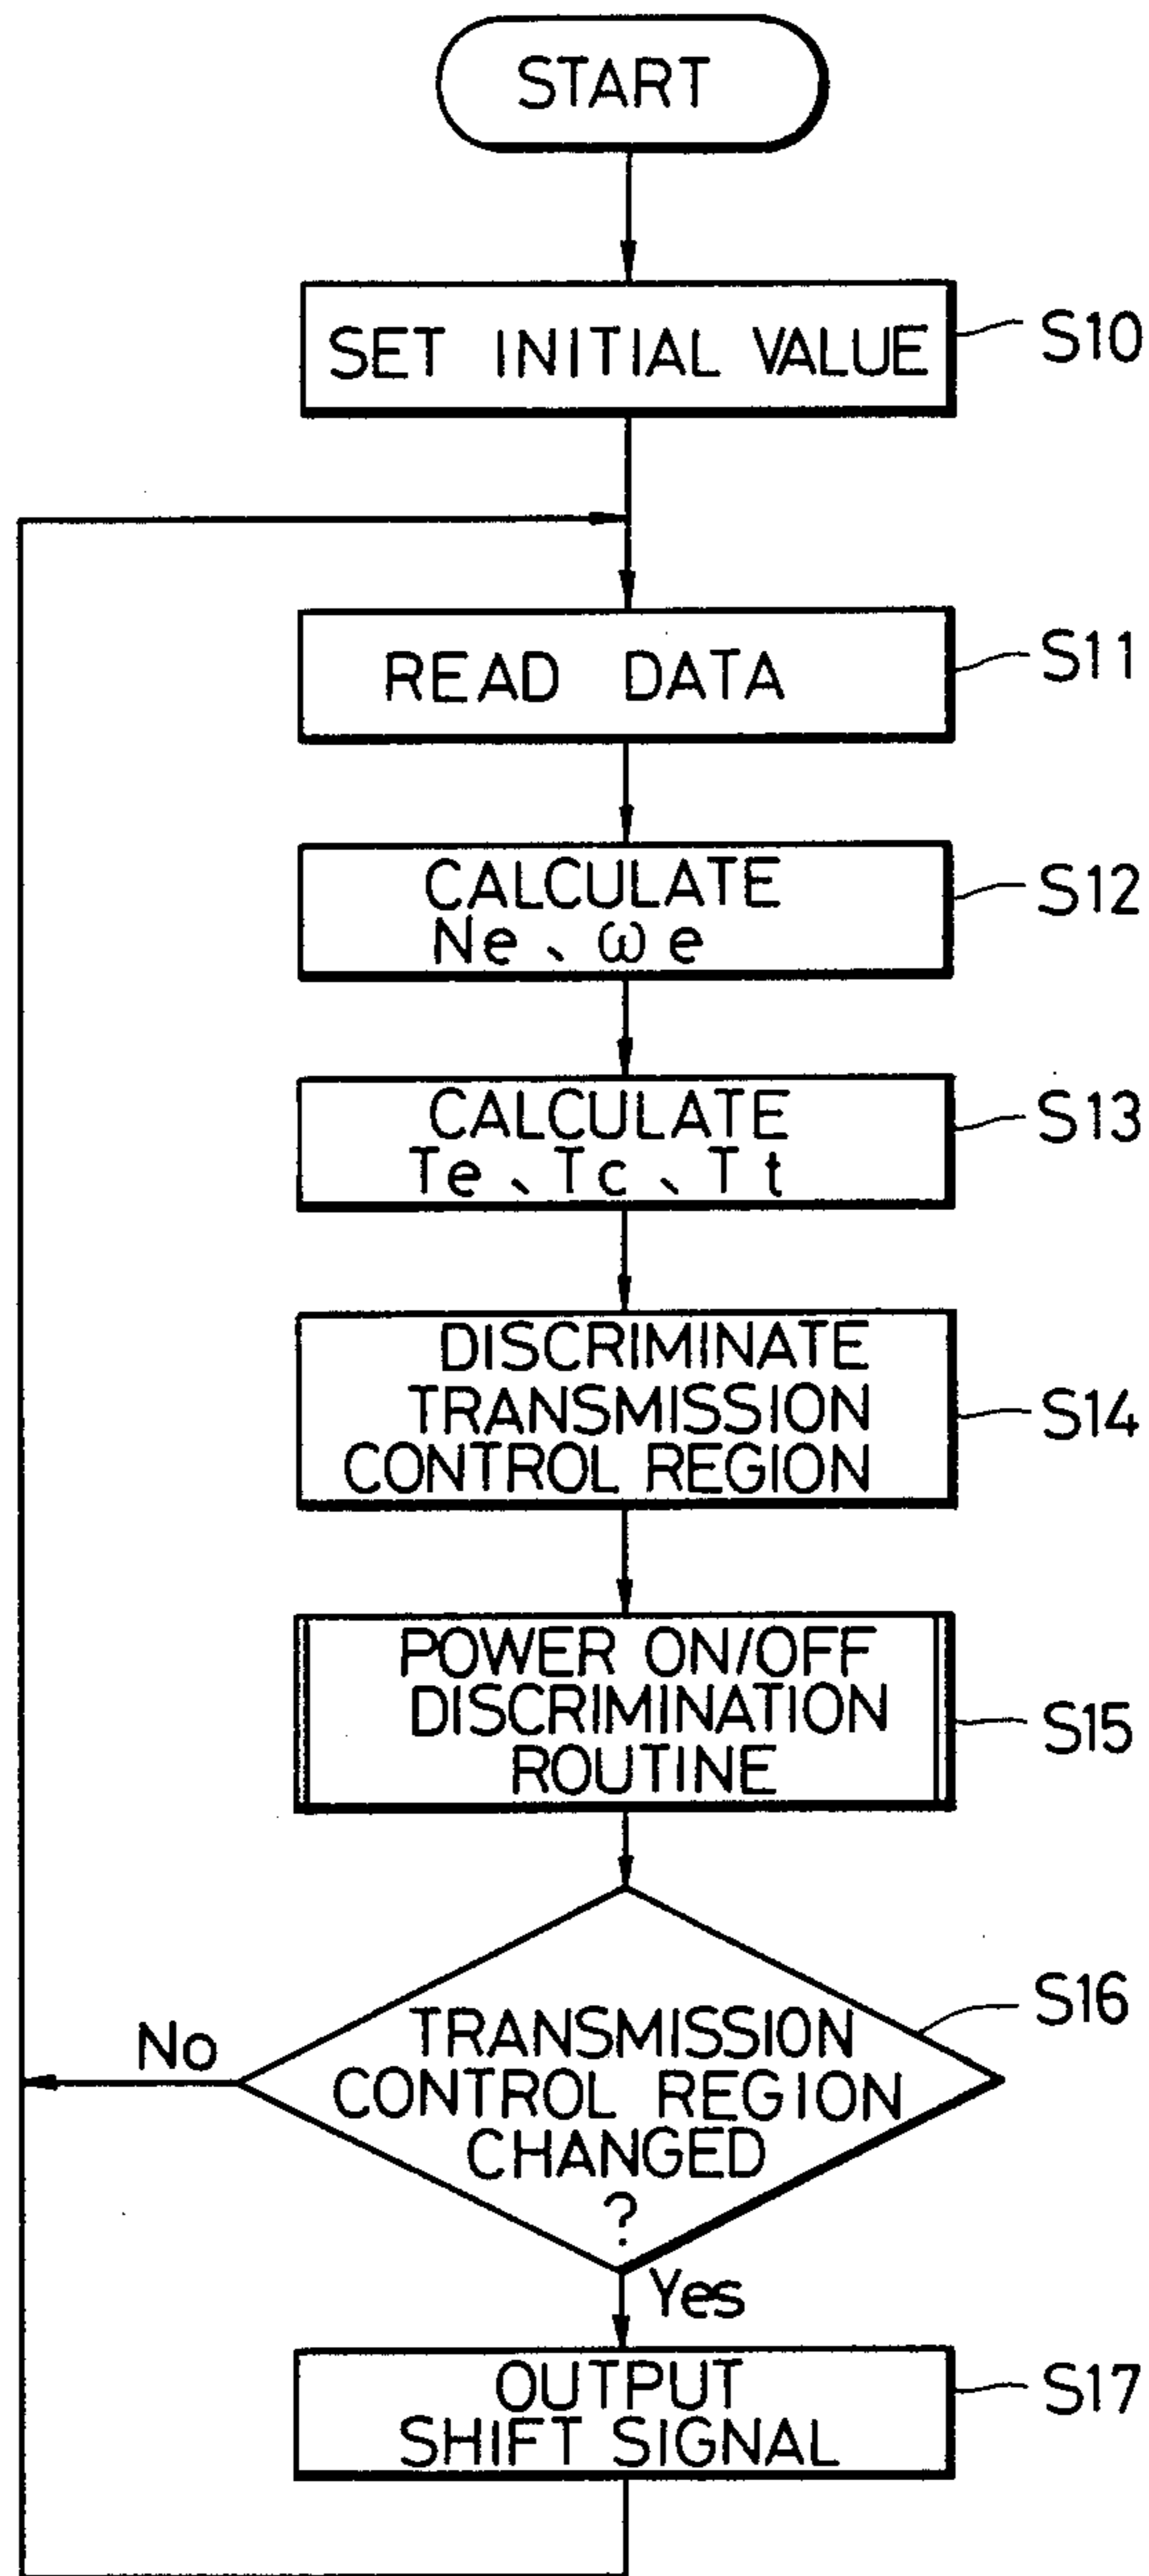 START
SET INITIAL VALUE
S10
READ DATA
S11
CALCULATE
Ne、ωe
S12
CALCULATE
Te、Tc、Tt
S13
DISCRIMINATE
TRANSMISSION
CONTROL REGION
S14
POWER ON/OFF
DISCRIMINATION
ROUTINE
S15
TRANSMISSION
CONTROL REGION
CHANGED
?
S16
No
Yes
OUTPUT
SHIFT SIGNAL
S17